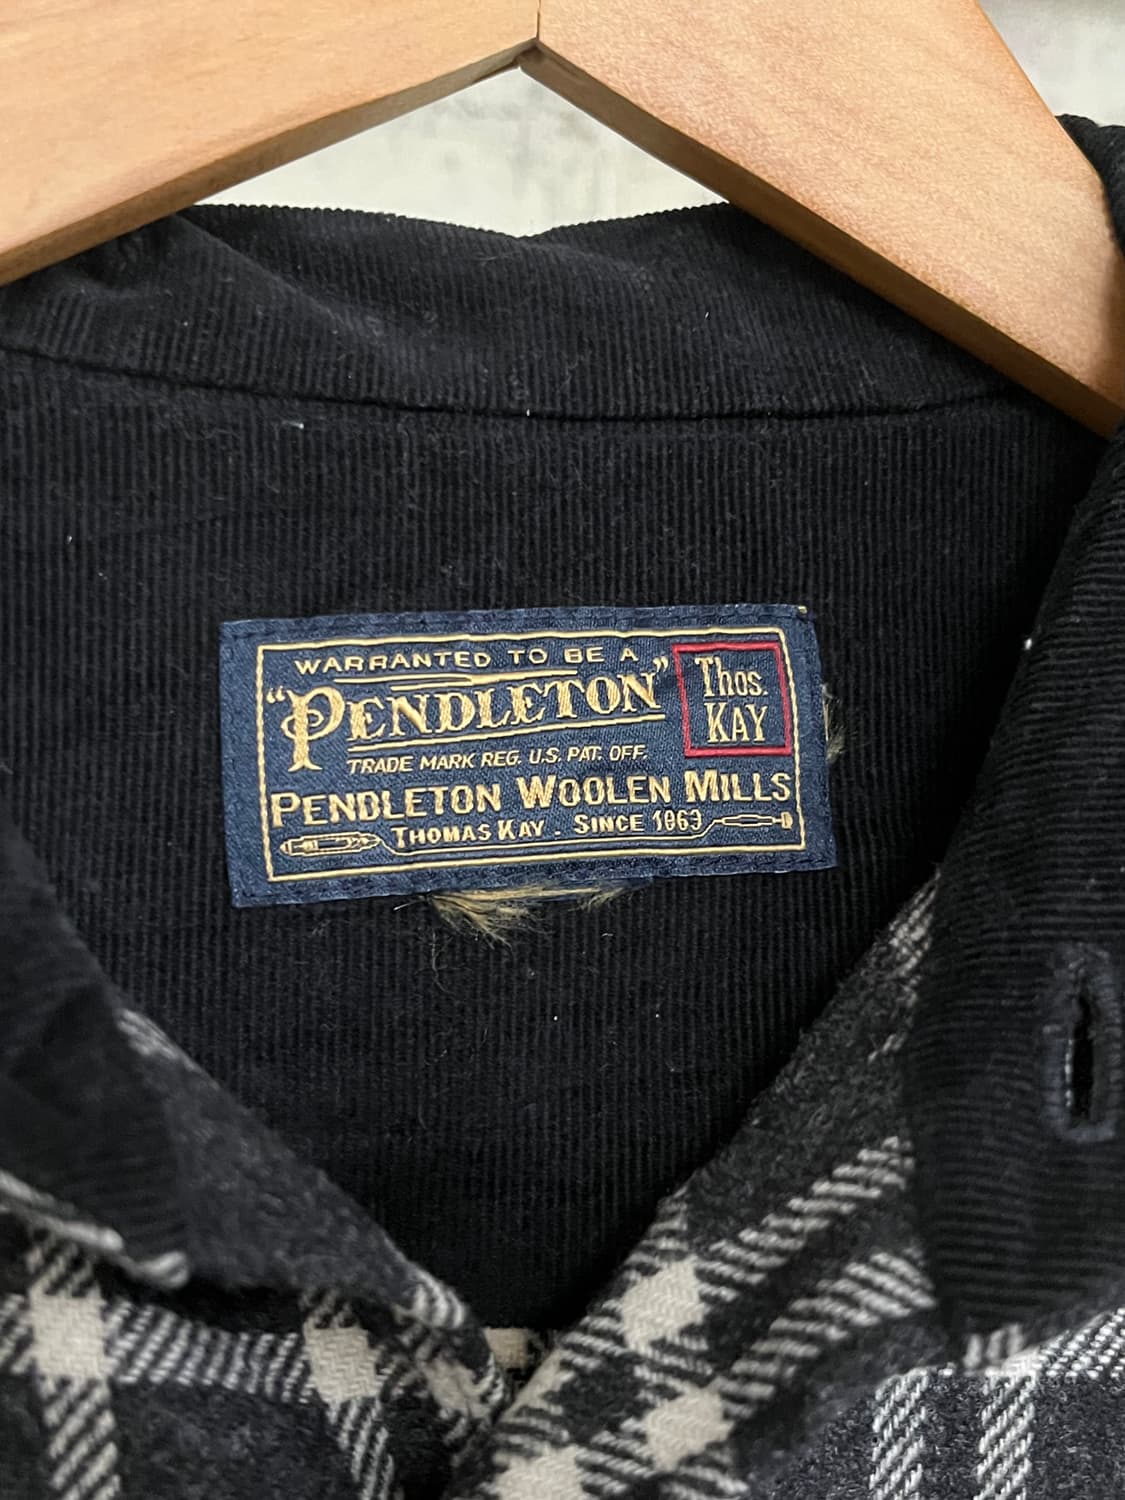 WARRANTED TO BE A
"PENDLETON"
Thos.
KAY
TRADE MARK REG. U.S. PAT. OFF.
PENDLETON WOOLEN MILLS
THOMAS KAY . SINCE 1863